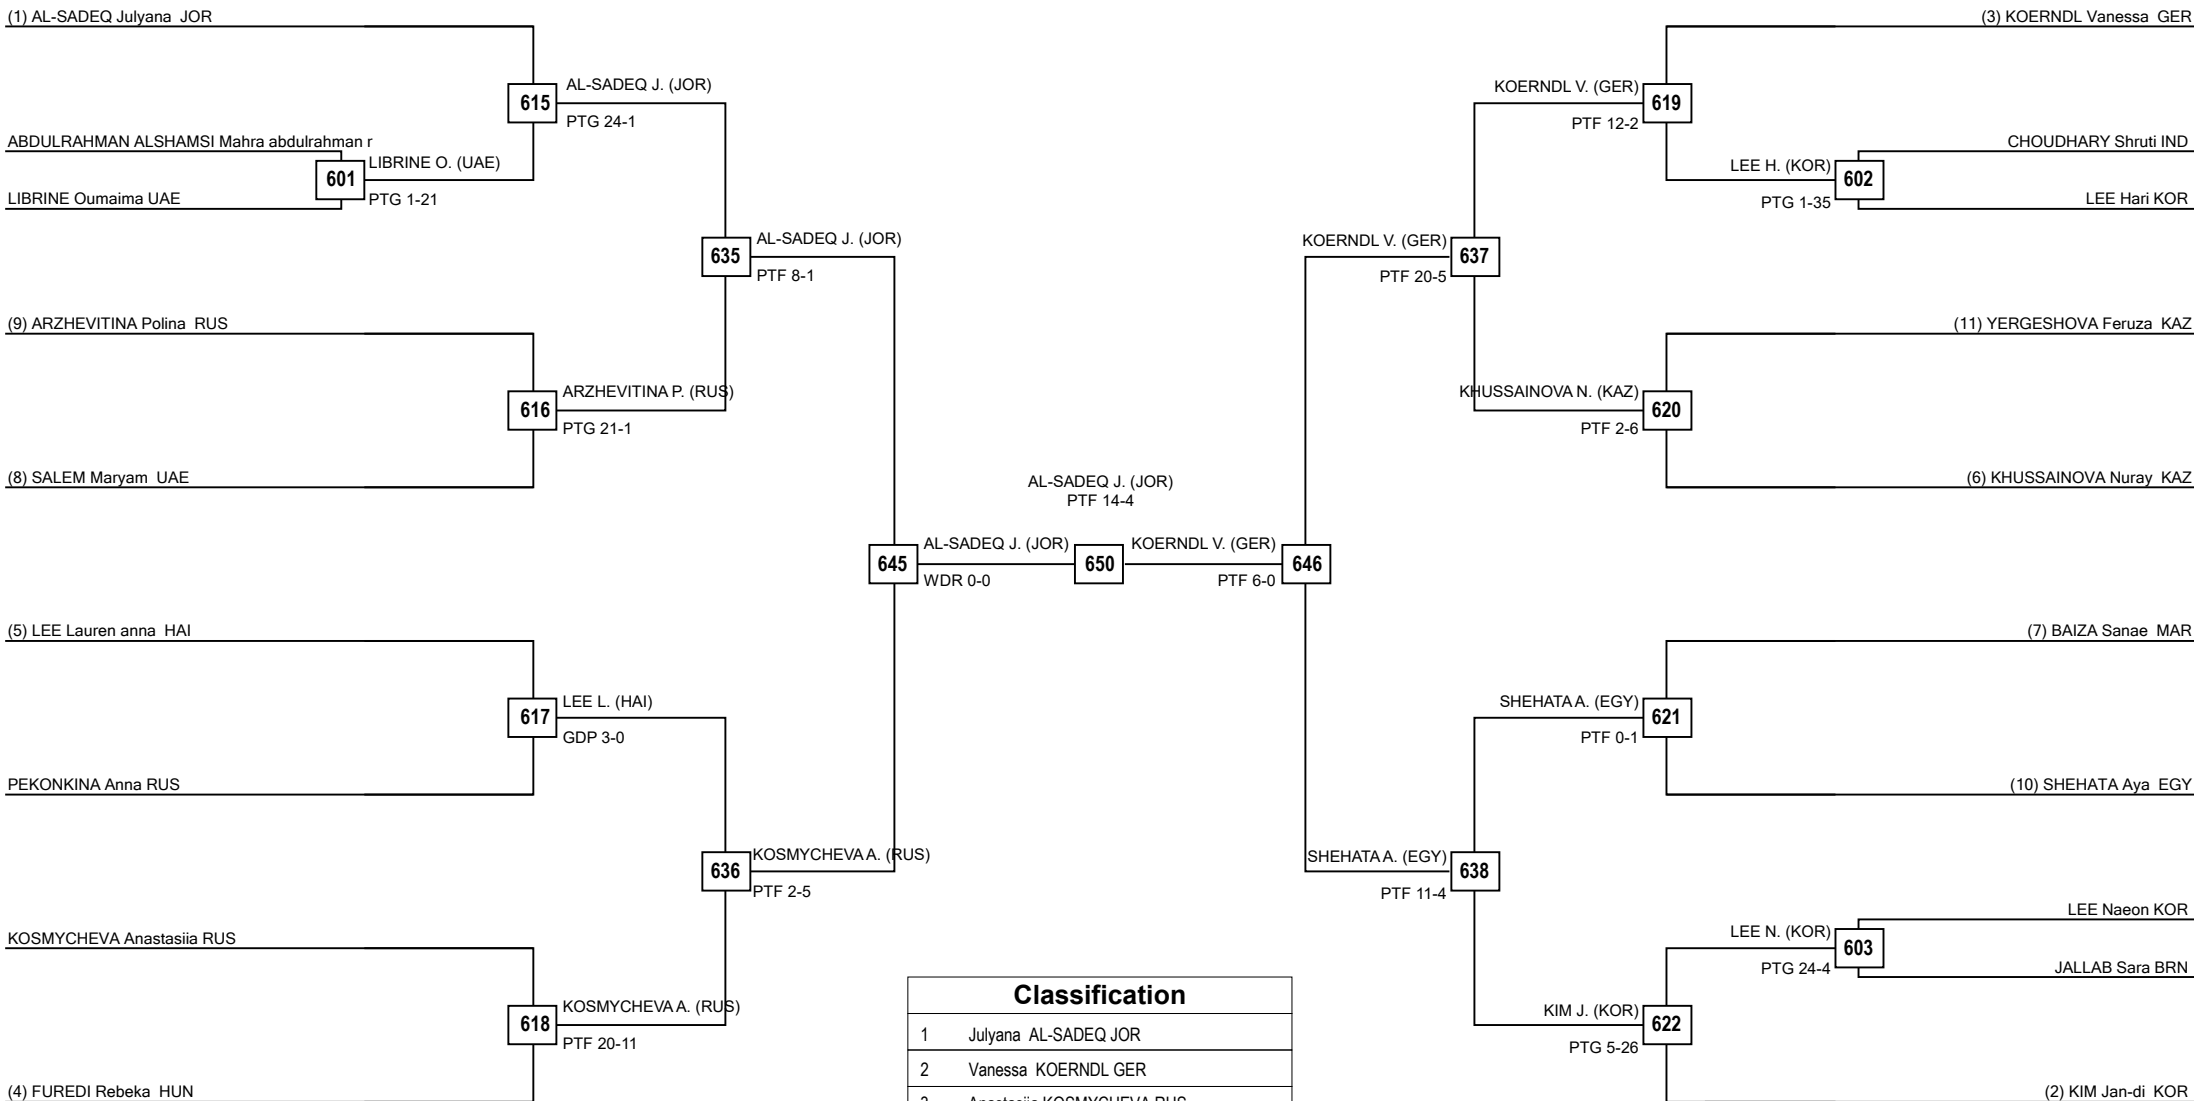 (1) AL-SADEQ Julyana JOR
(3) KOERNDL Vanessa GER
AL-SADEQ J. (JOR)
615
PTG 24-1
KOERNDL V. (GER)
619
PTF 12-2
ABDULRAHMAN ALSHAMSI Mahra abdulrahman r
601
LIBRINE O. (UAE)
PTG 1-21
LIBRINE Oumaima UAE
CHOUDHARY Shruti IND
LEE H. (KOR)
602
PTG 1-35
LEE Hari KOR
AL-SADEQ J. (JOR)
635
PTF 8-1
KOERNDL V. (GER)
637
PTF 20-5
(9) ARZHEVITINA Polina RUS
(11) YERGESHOVA Feruza KAZ
ARZHEVITINA P. (RUS)
616
PTG 21-1
KHUSSAINOVA N. (KAZ)
620
PTF 2-6
(8) SALEM Maryam UAE
(6) KHUSSAINOVA Nuray KAZ
AL-SADEQ J. (JOR)
PTF 14-4
645
AL-SADEQ J. (JOR)
WDR 0-0
650
KOERNDL V. (GER)
PTF 6-0
646
(5) LEE Lauren anna HAI
(7) BAIZA Sanae MAR
LEE L. (HAI)
617
GDP 3-0
SHEHATA A. (EGY)
621
PTF 0-1
PEKONKINA Anna RUS
(10) SHEHATA Aya EGY
KOSMYCHEVA A. (RUS)
636
PTF 2-5
SHEHATA A. (EGY)
638
PTF 11-4
KOSMYCHEVA Anastasiia RUS
LEE Naeon KOR
LEE N. (KOR)
603
PTG 24-4
JALLAB Sara BRN
KOSMYCHEVA A. (RUS)
618
PTF 20-11
KIM J. (KOR)
622
PTG 5-26
(4) FUREDI Rebeka HUN
(2) KIM Jan-di KOR
Classification
1 Julyana AL-SADEQ JOR
2 Vanessa KOERNDL GER
3 Anastasiia KOSMYCHEVA RUS